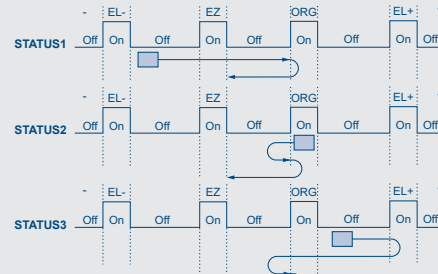 - EL- EZ ORG EL+
STATUS1 Off On Off On Off On Off On Off
- EL- EZ ORG EL+
STATUS2 Off On Off On Off On Off On Off
- EL- EZ ORG EL+
STATUS3 Off On Off On Off On Off On Off